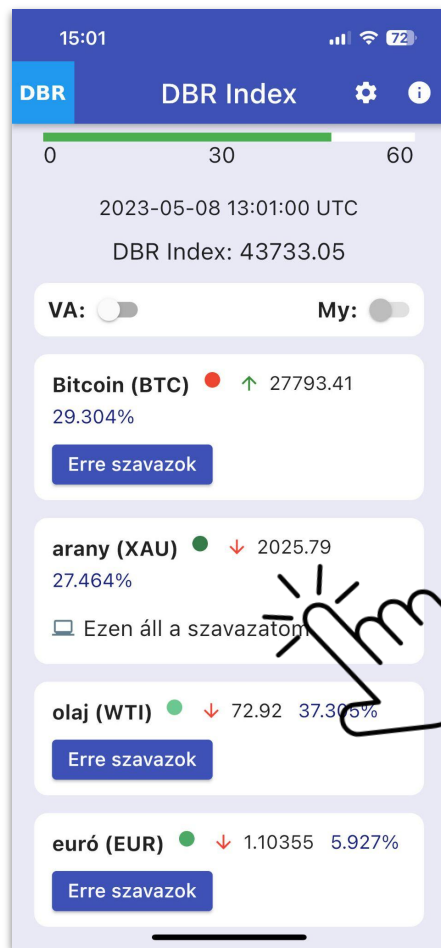 15:01 72
DBR DBR Index
0 30 60
2023-05-08 13:01:00 UTC
DBR Index: 43733.05
VA: My:
Bitcoin (BTC) ↑ 27793.41
29.304%
Erre szavazok
arany (XAU) ↓ 2025.79
27.464%
Ezen áll a szavazatom
olaj (WTI) ↓ 72.92 37.305%
Erre szavazok
euró (EUR) ↓ 1.10355 5.927%
Erre szavazok